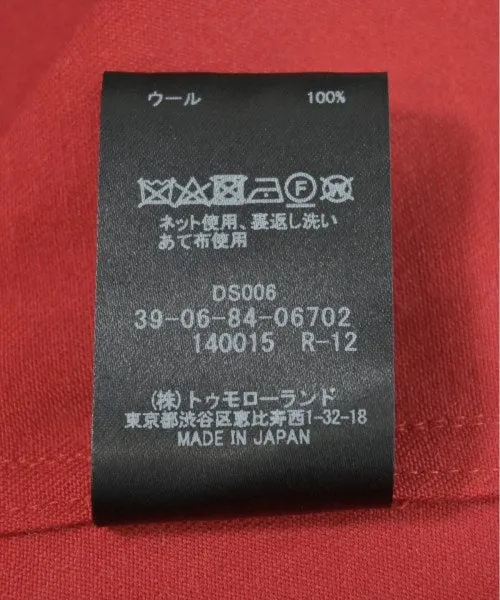 ウール 100%
ネット使用、裏返し洗い
あて布使用
DS006
39-06-84-06702
140015 R-12
(株)トゥモローランド
東京都渋谷区恵比寿西1-32-18
MADE IN JAPAN